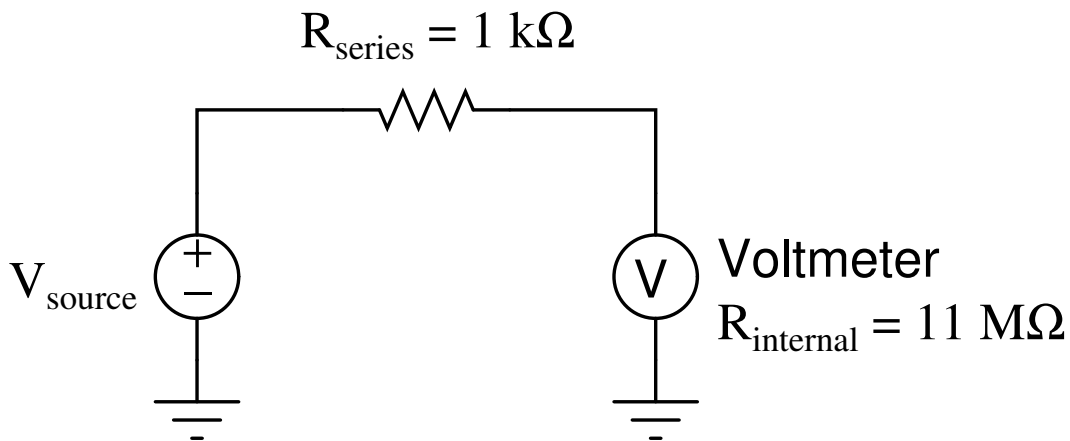 R_series = 1 kΩ
+
−
V_source
V
Voltmeter
R_internal = 11 MΩ